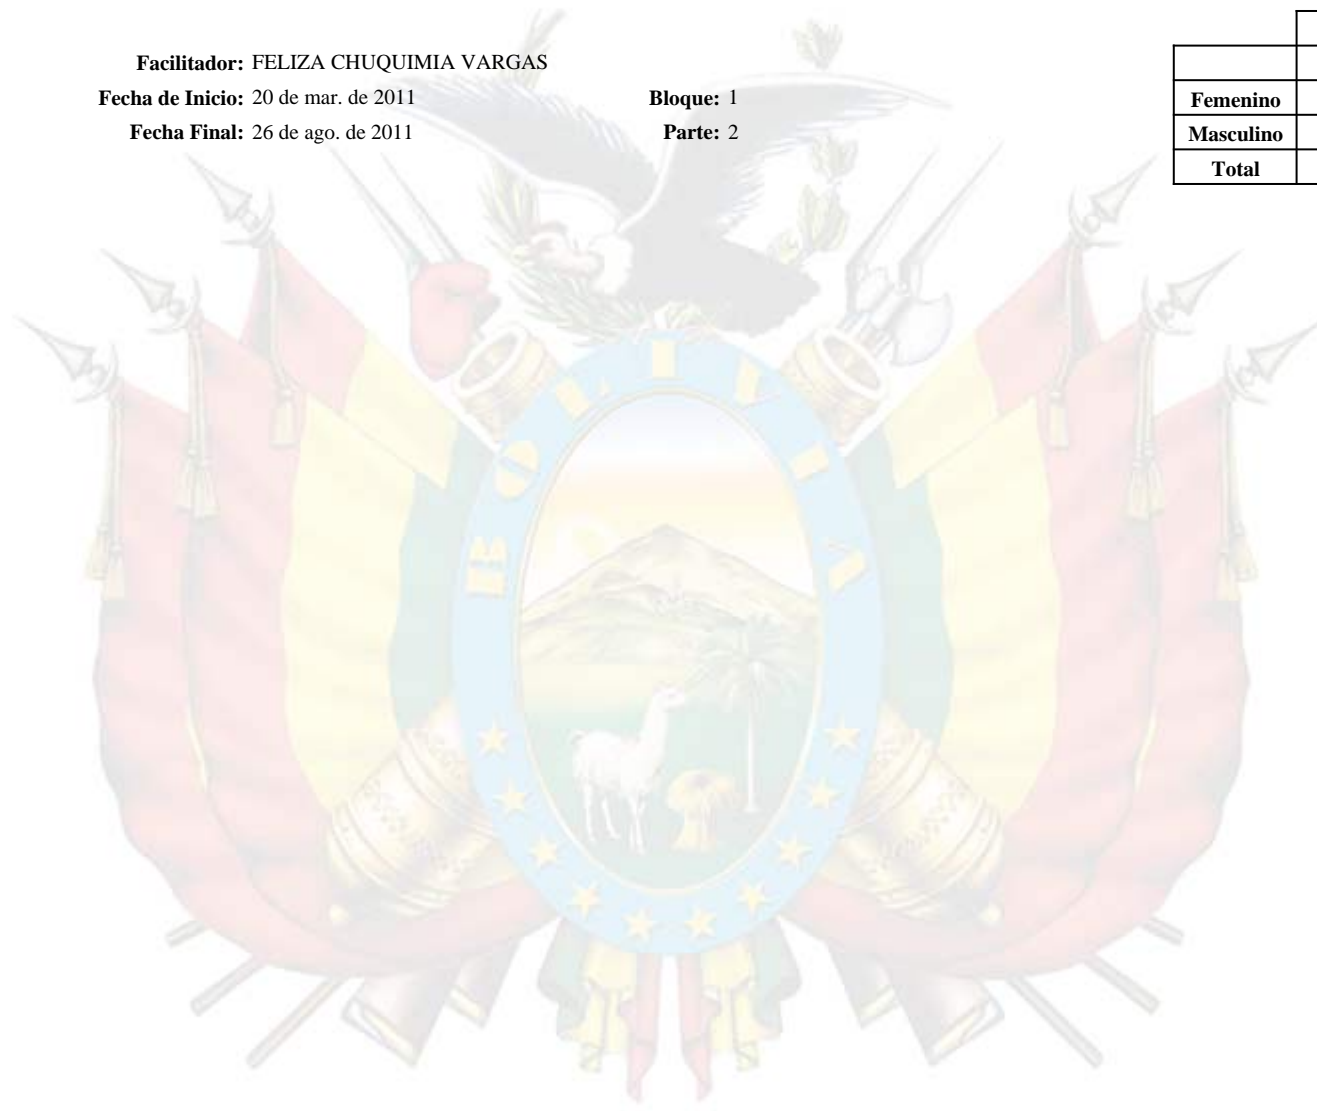 Facilitador: FELIZA CHUQUIMIA VARGAS
Fecha de Inicio: 20 de mar. de 2011 Bloque: 1
Fecha Final: 26 de ago. de 2011 Parte: 2
Femenino
Masculino
Total
BOLIVIA